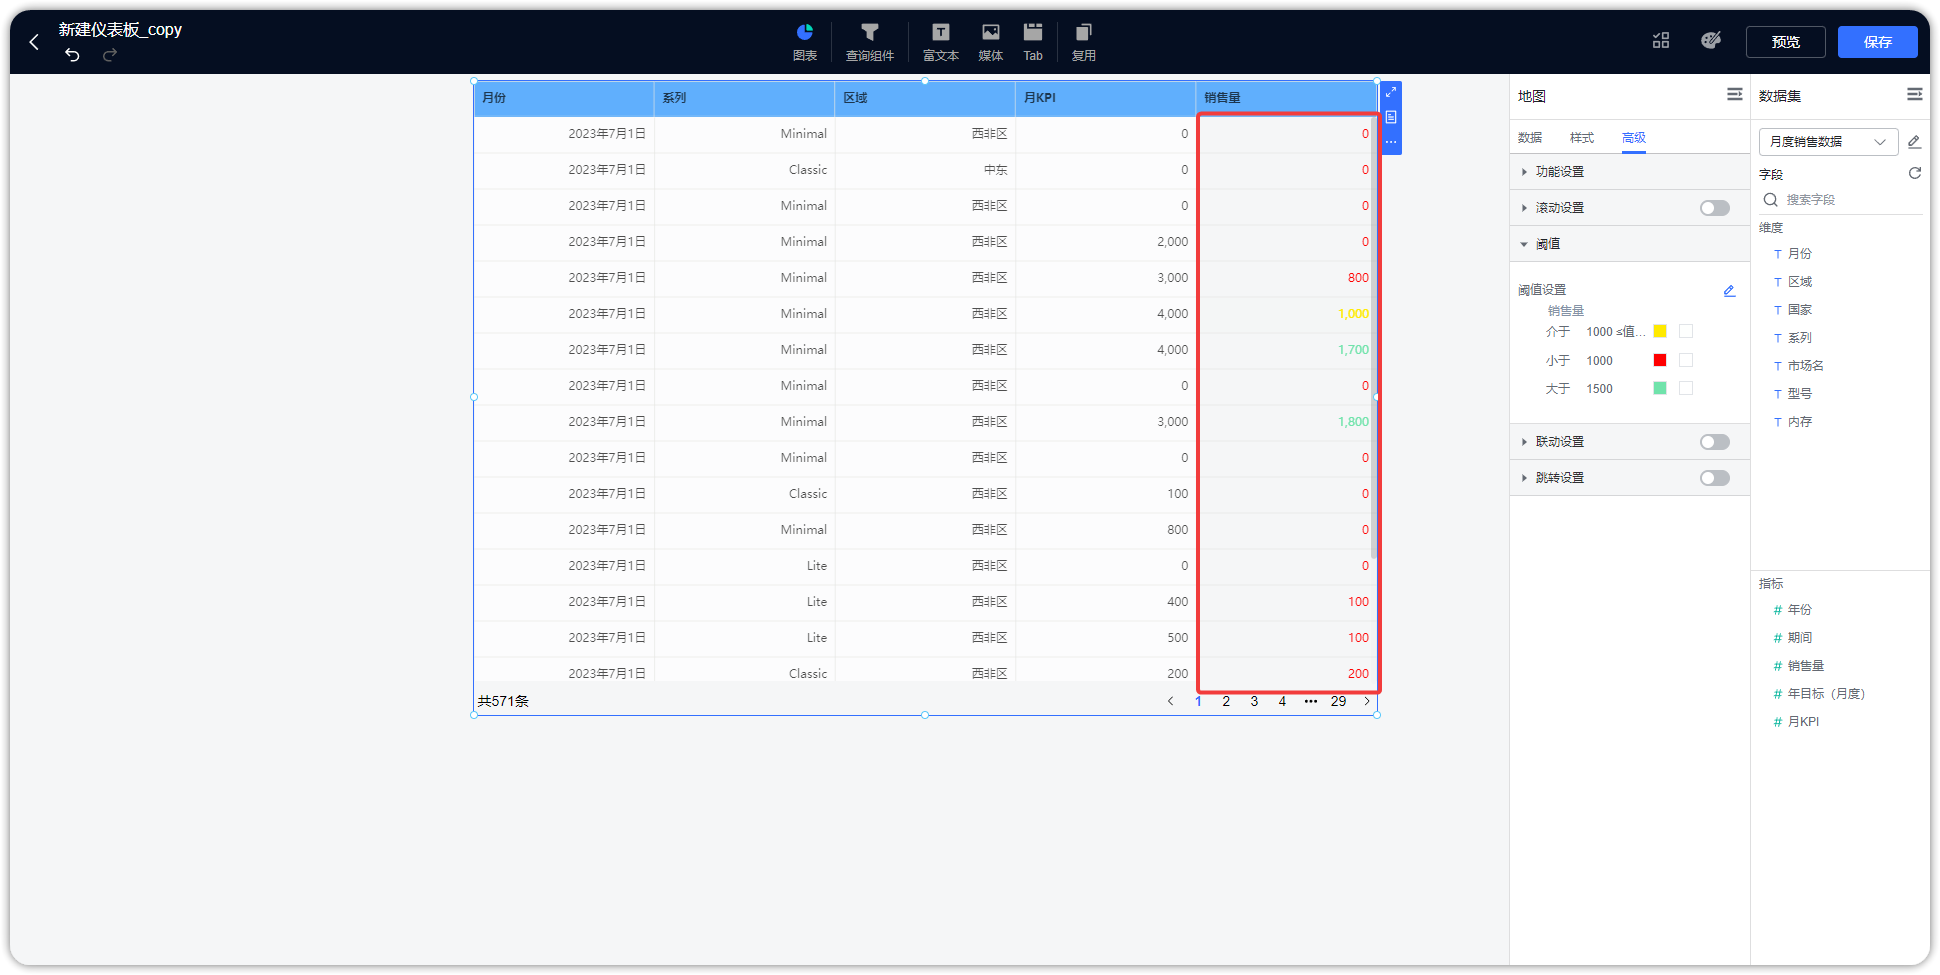 新建仪表板_copy
图表
查询组件
富文本
媒体
Tab
复用
预览
保存
月份 系列 区域 月KPI 销售量
2023年7月1日 Minimal 西非区 0 0
2023年7月1日 Classic 中东 0 0
2023年7月1日 Minimal 西非区 0 0
2023年7月1日 Minimal 西非区 2,000 0
2023年7月1日 Minimal 西非区 3,000 800
2023年7月1日 Minimal 西非区 4,000 1,000
2023年7月1日 Minimal 西非区 4,000 1,700
2023年7月1日 Minimal 西非区 0 0
2023年7月1日 Minimal 西非区 3,000 1,800
2023年7月1日 Minimal 西非区 0 0
2023年7月1日 Classic 西非区 100 0
2023年7月1日 Minimal 西非区 800 0
2023年7月1日 Lite 西非区 0 0
2023年7月1日 Lite 西非区 400 100
2023年7月1日 Lite 西非区 500 100
2023年7月1日 Classic 西非区 200 200
共571条
1 2 3 4 ••• 29
地图
数据 样式 高级
功能设置
滚动设置
阈值
阈值设置
销售量
介于 1000 ≤值...
小于 1000
大于 1500
联动设置
跳转设置
数据集
月度销售数据
字段
搜索字段
维度
T 月份
T 区域
T 国家
T 系列
T 市场名
T 型号
T 内存
指标
# 年份
# 期间
# 销售量
# 年目标（月度）
# 月KPI